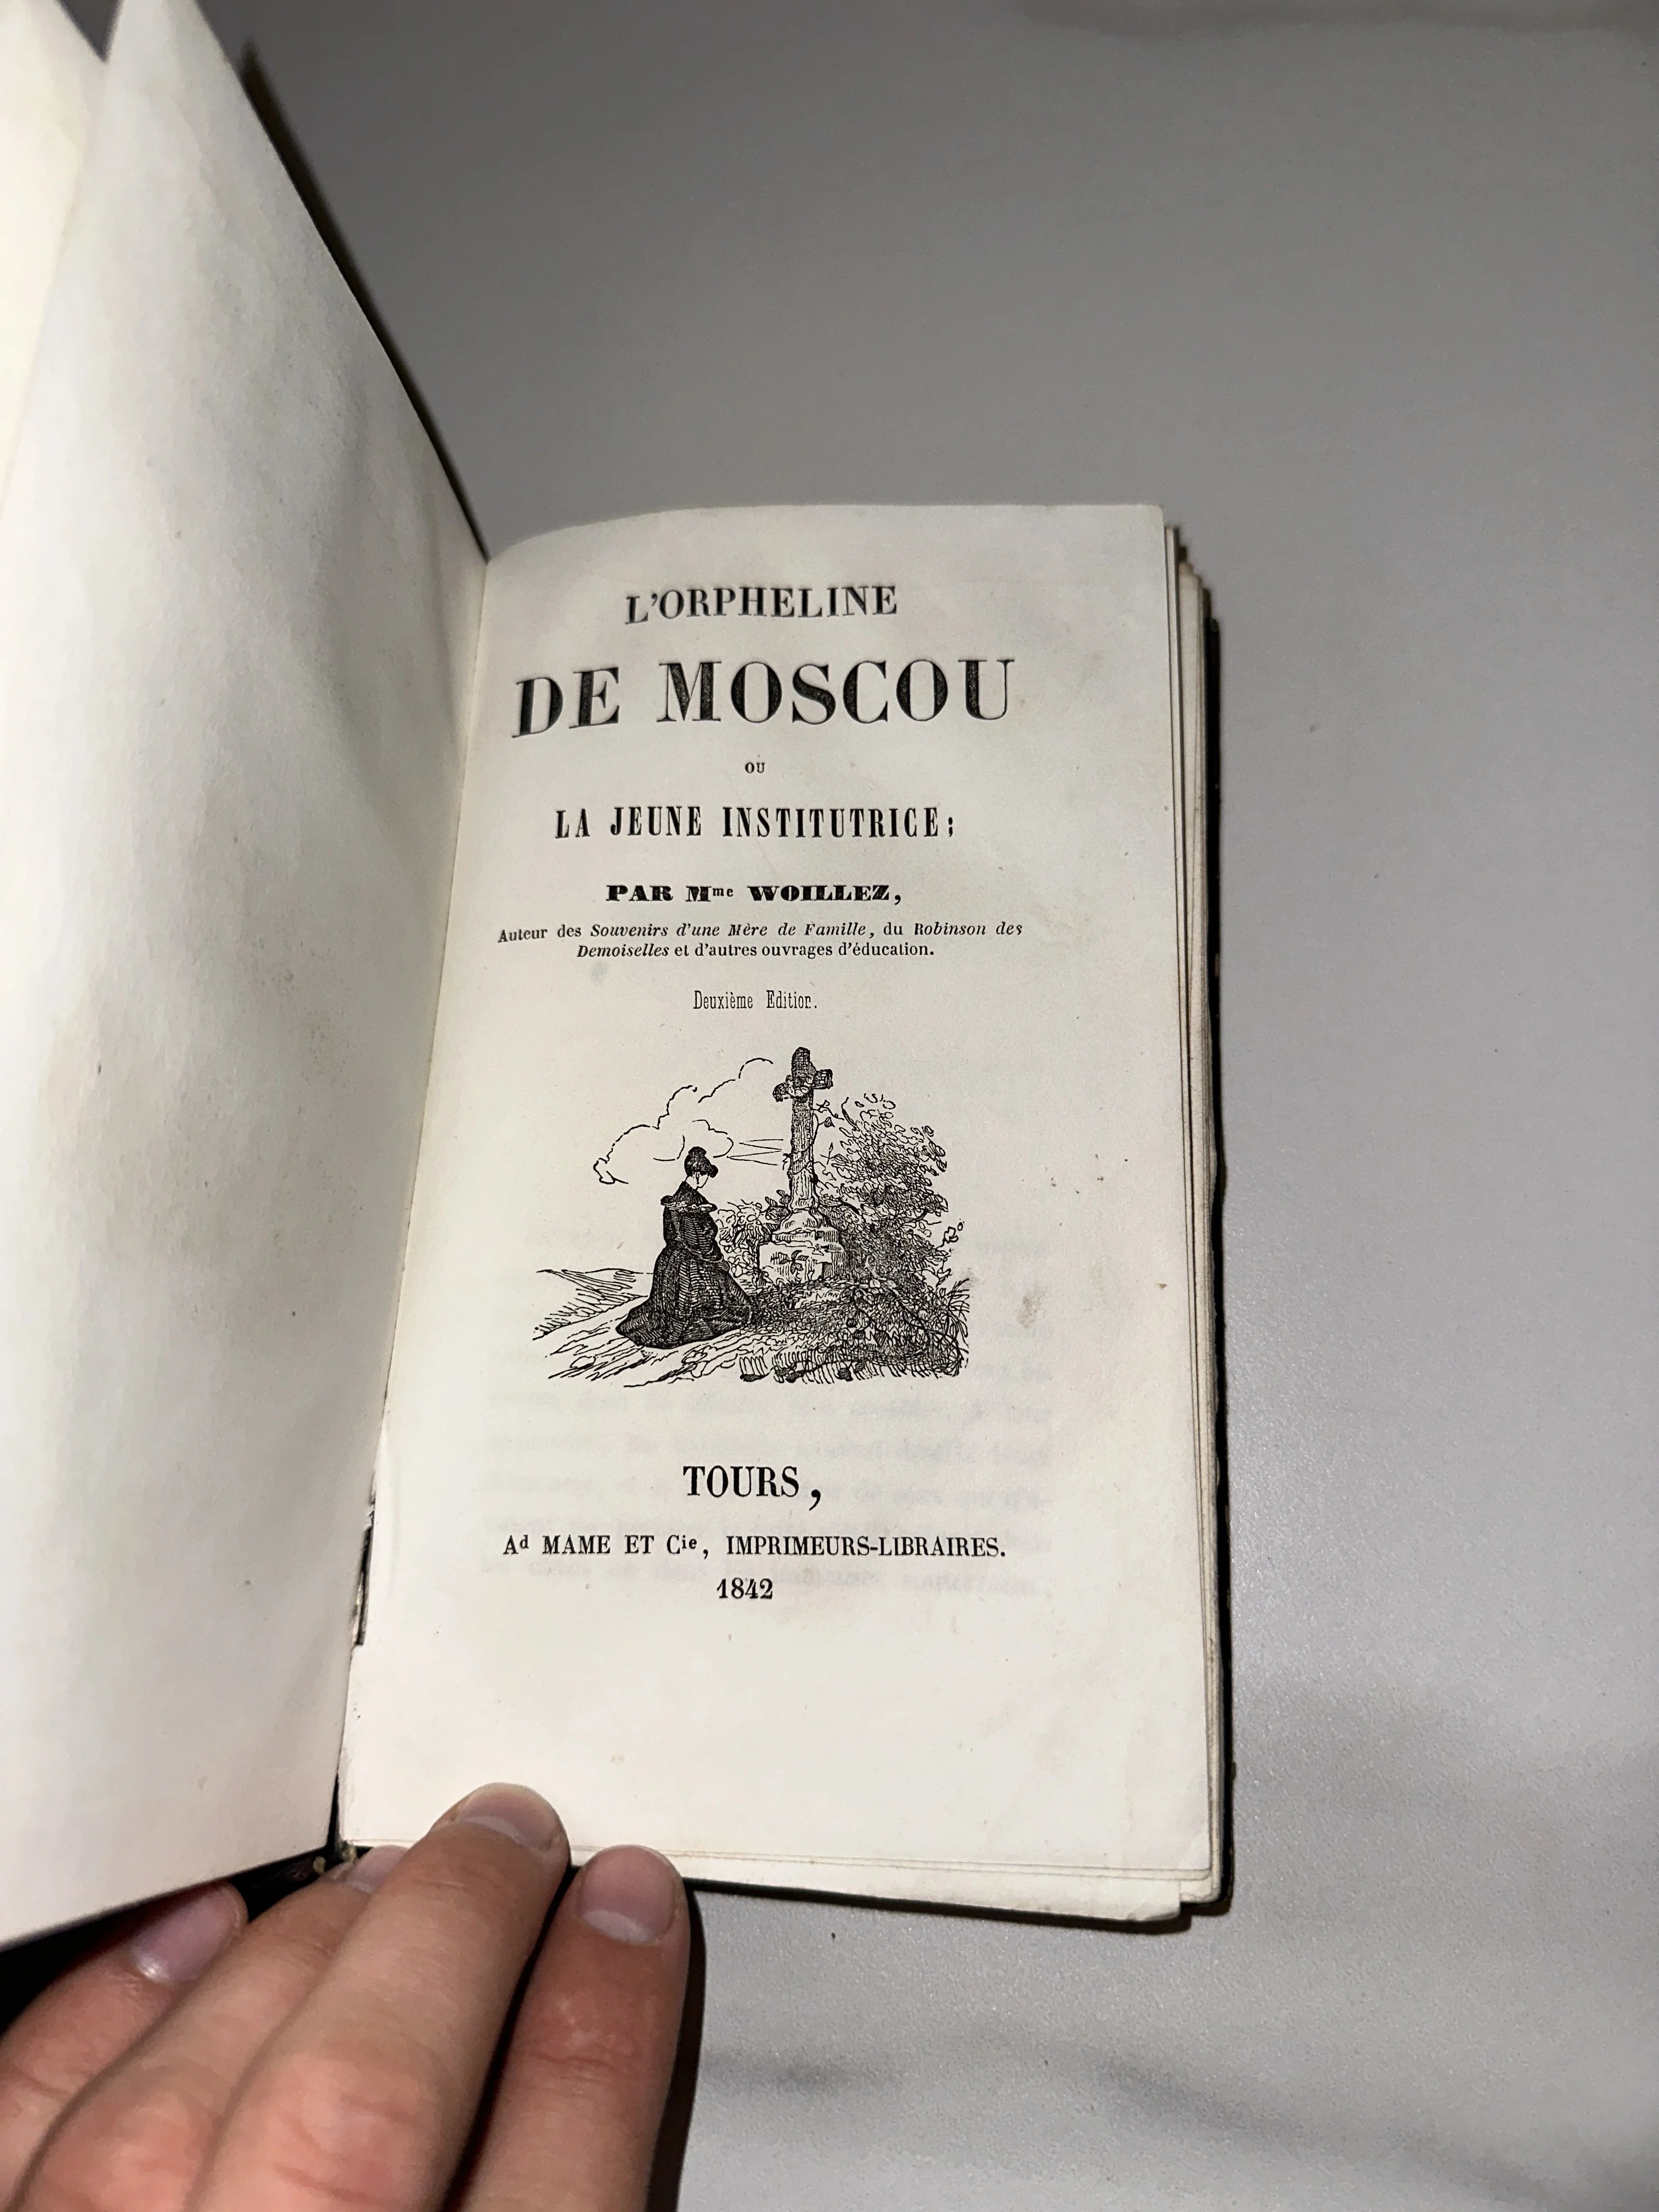 L'ORPHELINE
DE MOSCOU
OU
LA JEUNE INSTITUTRICE;
PAR Mme WOILLEZ,
Auteur des Souvenirs d'une Mère de Famille, du Robinson des
Demoiselles et d'autres ouvrages d'éducation.
Deuxième Edition.
TOURS,
Ad MAME ET Cie, IMPRIMEURS-LIBRAIRES.
1842